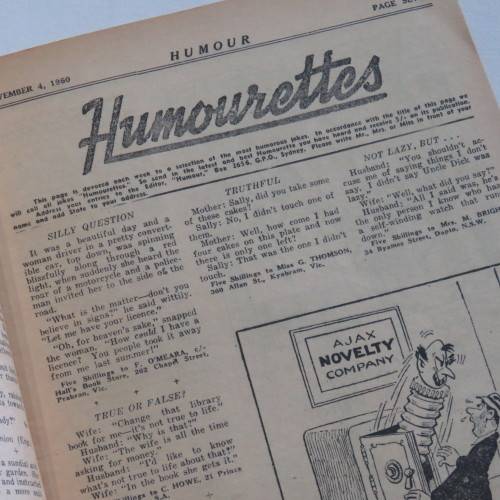 VEMBER 4, 1960
HUMOUR
PAGE SE
Humourettes
This page is devoted each week to a selection of the most humorous jokes. In accordance with the title of this page we
will call all jokes "Humourettes." So send in the latest and best Humourette you have heard and receive 5/- on its publication.
Address your entries to the Editor, "Humour," Box 2656, G.P.O., Sydney. Please write Mr., Mrs. or Miss in front of your
name and add State to your address.
SILLY QUESTION
It was a beautiful day and a
woman driver in a pretty convert-
ible car, top down, was spinning
blissfully along through a red
light, when suddenly she heard the
roar of a motorcycle and a police-
man invited her to the side of the
road.
"What is the matter—don't you
believe in signs?" he said wittily.
"Let me have your licence."
"Oh, for heaven's sake," snapped
the woman. "How could I have a
licence? You people took it away
from me last summer!"
Five Shillings to F. O'MEARA, c/-
Hall's Book Store, 262 Chapel Street,
Prahran, Vic.
+ + +
TRUE OR FALSE?
Wife: "Change that library
book for me—it's not true to life."
Husband: "Why is that?"
Wife: "The wife is all the time
asking for money."
Husband: "I'd like to know
what's not true to life about that?"
Wife: "In the book she gets it."
Shillings to C. HOWE, 21 Prince
N.S.W.
TRUTHFUL
Mother: Sally, did you take some
of these cakes?
Sally: No, I didn't touch one of
them.
Mother: Well, how come I had
four cakes on the plate and now
there is only one left?
Sally: That was the one I didn't
touch.
Five Shillings to Miss G. THOMSON,
360 Allan St., Kyabram, Vic.
NOT LAZY, BUT . . .
Husband: "You shouldn't ac-
cuse me of saying things I don't
say. I didn't say Uncle Dick was
lazy."
Wife: "Well, what did you say?"
Husband: "All I said was, he's
the only person I know who has
a self-winding watch that runs
down."
Five Shillings to Mrs. M. BRIGHT,
34 Byamee St., Dapto, N.S.W.
AJAX
NOVELTY
COMPANY